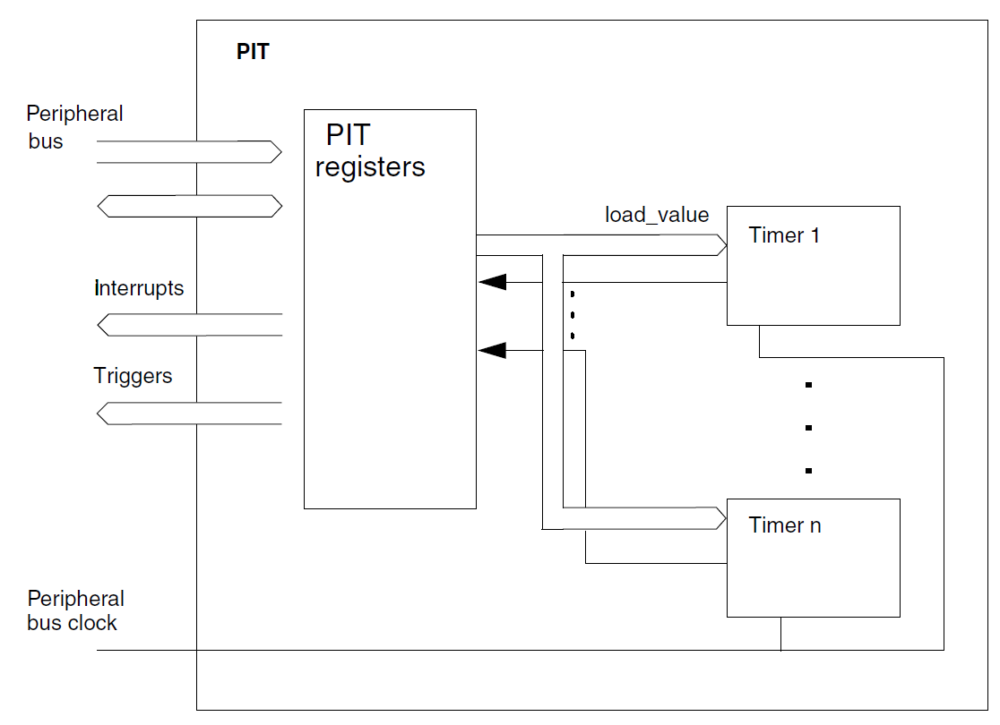 PIT
Peripheral
bus
PIT
registers
load_value
Timer 1
Interrupts
Triggers
Timer n
Peripheral
bus clock